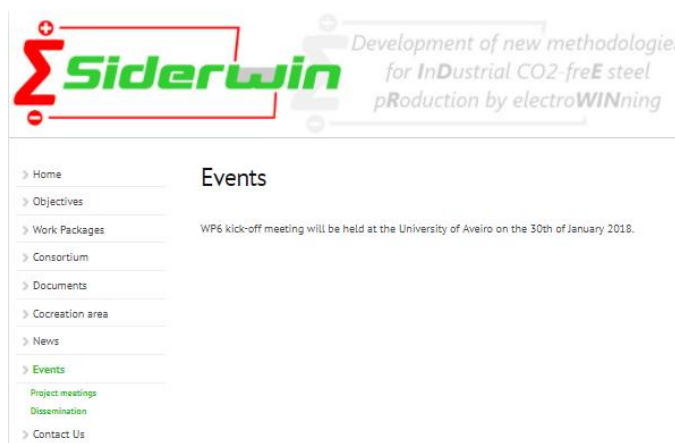 Siderwin
Development of new methodologie
for InDustrial CO2-freE steel
pRoduction by electroWINning
Home
Objectives
Work Packages
Consortium
Documents
Cocreation area
News
Events
Project meetings
Dissemination
Contact Us
Events
WP6 kick-off meeting will be held at the University of Aveiro on the 30th of January 2018.